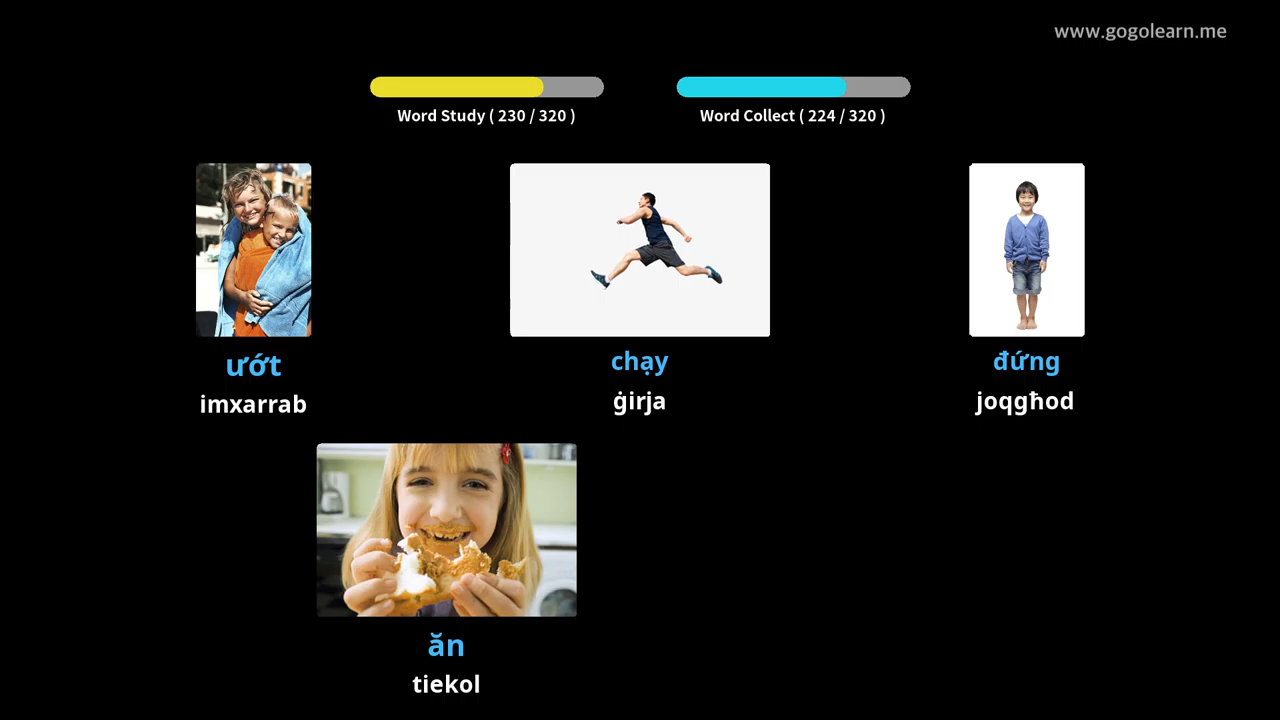 www.gogolearn.me
Word Study ( 230 / 320 )
Word Collect ( 224 / 320 )
ướt
imxarrab
chạy
ġirja
đứng
joqgħod
ăn
tiekol